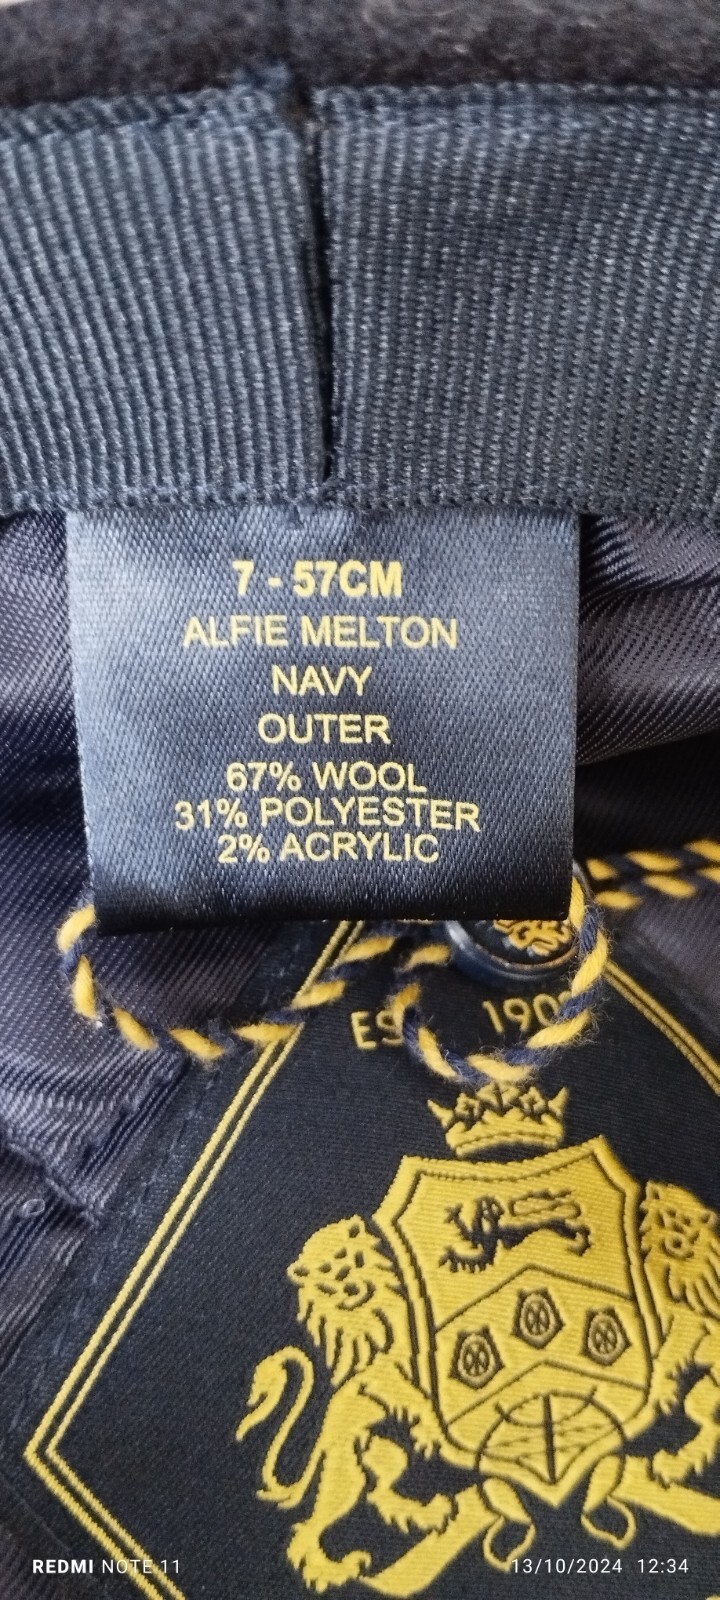 7 - 57CM
ALFIE MELTON
NAVY
OUTER
67% WOOL
31% POLYESTER
2% ACRYLIC
REDMI NOTE 11
13/10/2024 12:34